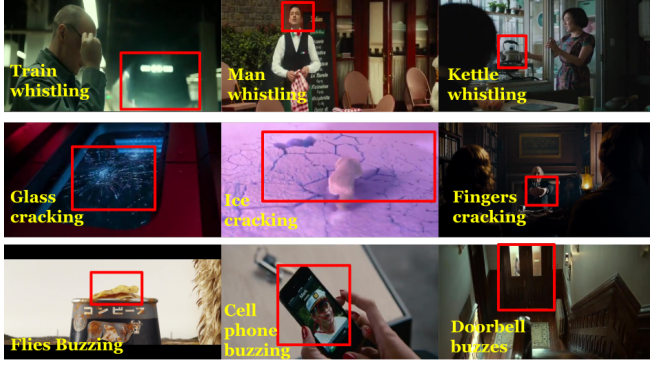 Train
whistling
Man
whistling
Kettle
whistling
Glass
cracking
Ice
cracking
Fingers
cracking
コンビーフ
Flies Buzzing
Cell
phone
buzzing
Doorbell
buzzes